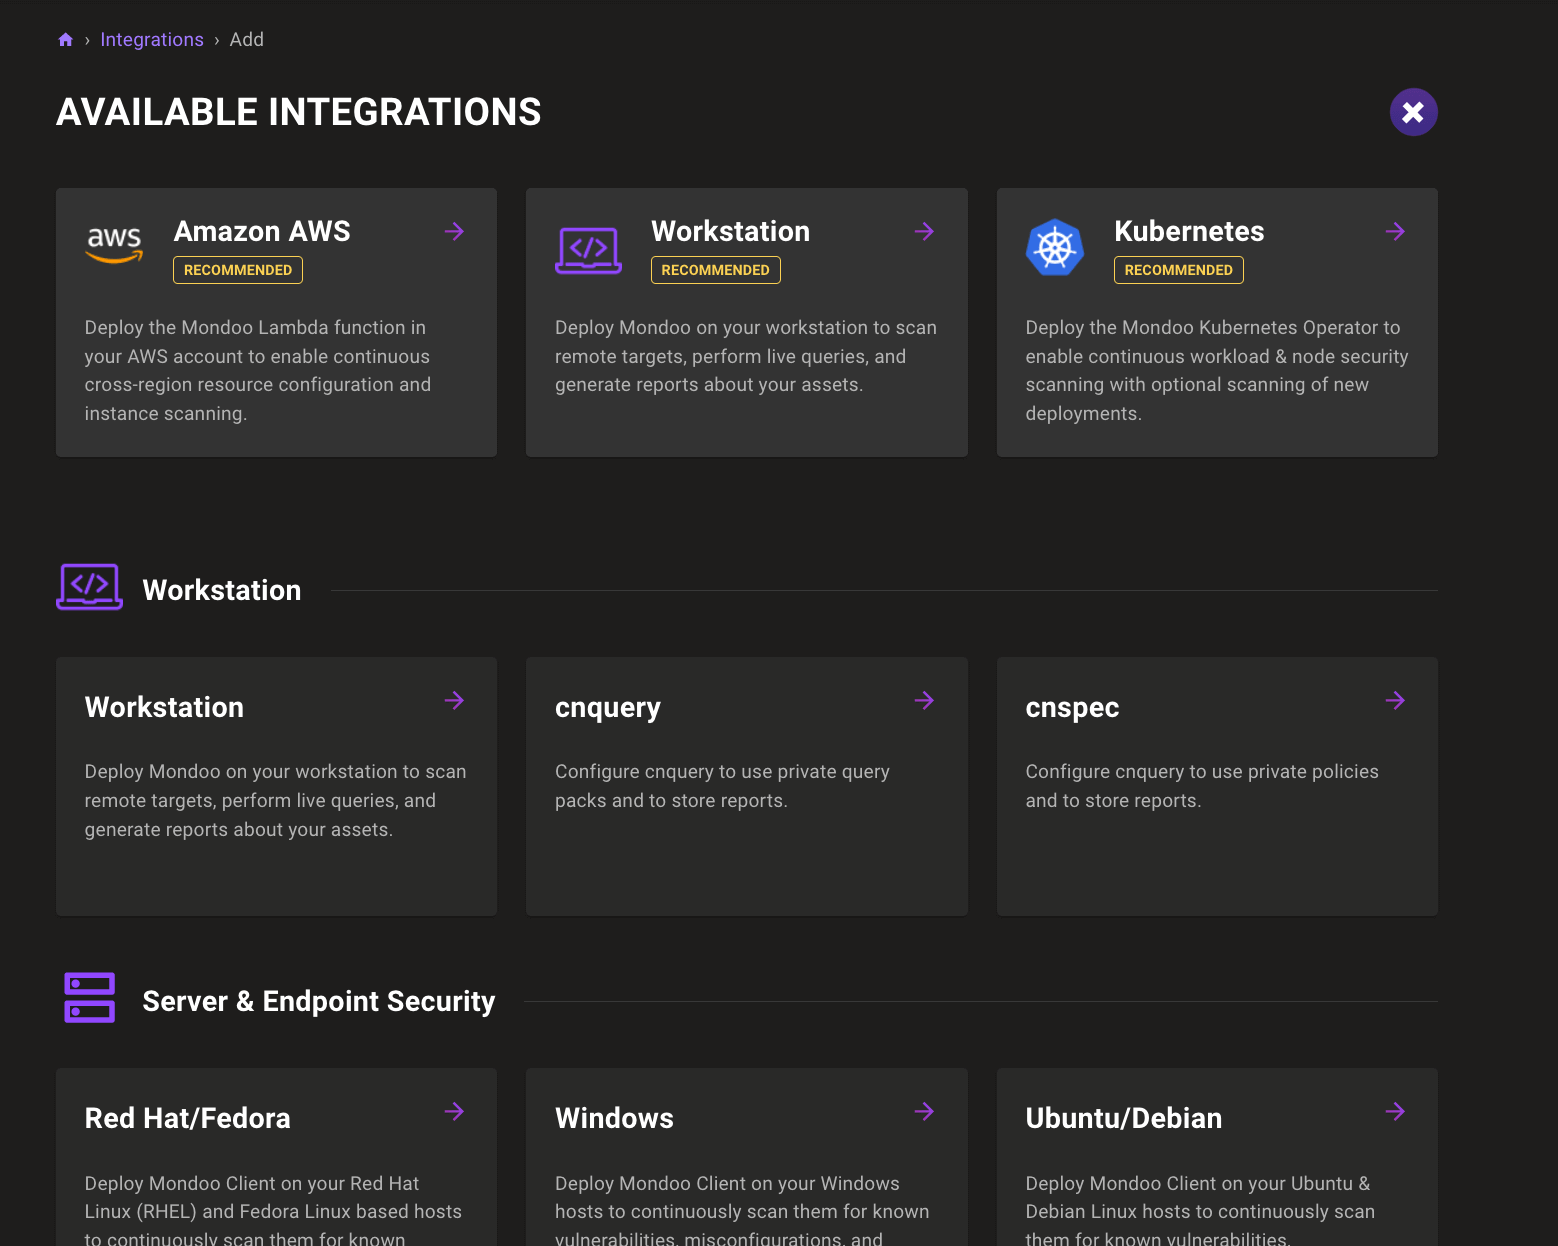 › Integrations › Add
AVAILABLE INTEGRATIONS
aws
Amazon AWS
RECOMMENDED
Deploy the Mondoo Lambda function in
your AWS account to enable continuous
cross-region resource configuration and
instance scanning.
</>
Workstation
RECOMMENDED
Deploy Mondoo on your workstation to scan
remote targets, perform live queries, and
generate reports about your assets.
Kubernetes
RECOMMENDED
Deploy the Mondoo Kubernetes Operator to
enable continuous workload & node security
scanning with optional scanning of new
deployments.
</>
Workstation
Workstation
Deploy Mondoo on your workstation to scan
remote targets, perform live queries, and
generate reports about your assets.
cnquery
Configure cnquery to use private query
packs and to store reports.
cnspec
Configure cnquery to use private policies
and to store reports.
Server & Endpoint Security
Red Hat/Fedora
Deploy Mondoo Client on your Red Hat
Linux (RHEL) and Fedora Linux based hosts
to continuously scan them for known
Windows
Deploy Mondoo Client on your Windows
hosts to continuously scan them for known
vulnerabilities, misconfigurations, and
Ubuntu/Debian
Deploy Mondoo Client on your Ubuntu &
Debian Linux hosts to continuously scan
them for known vulnerabilities,